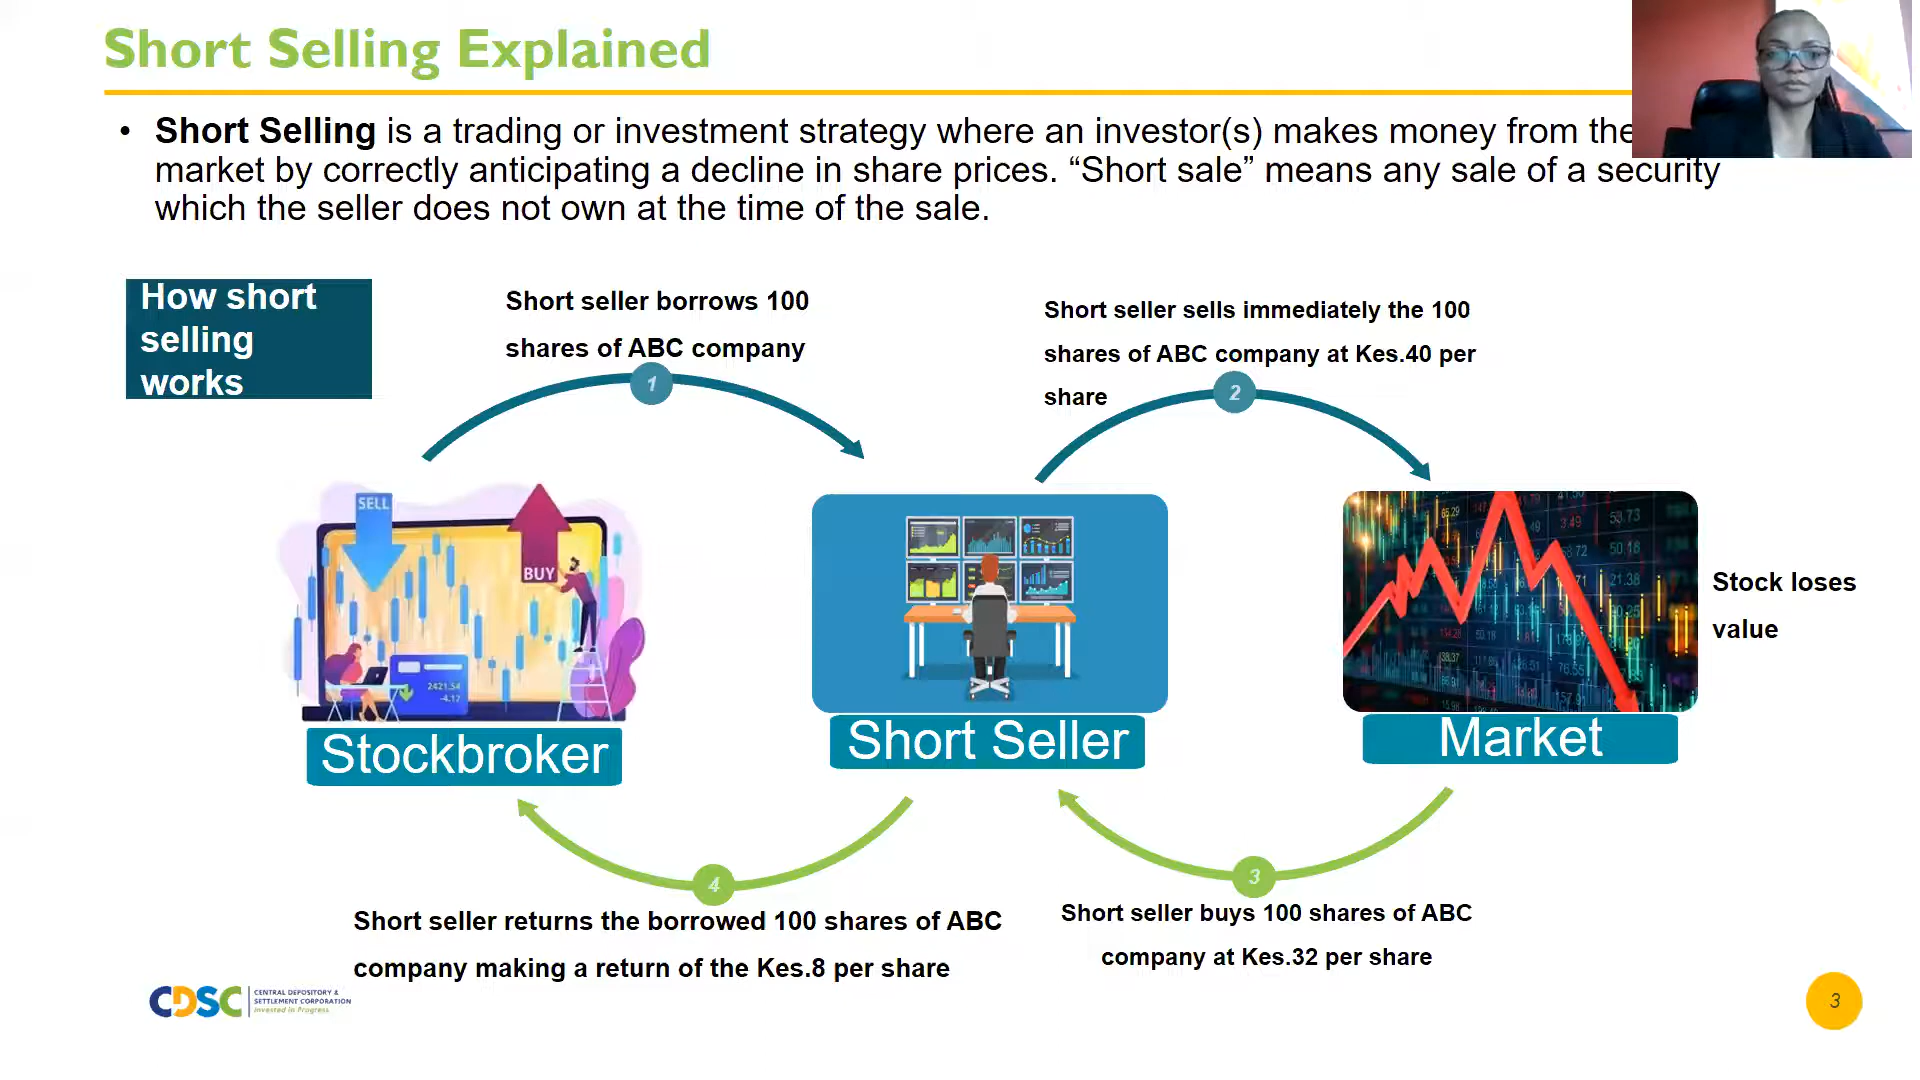 Short Selling Explained
• Short Selling is a trading or investment strategy where an investor(s) makes money from the
market by correctly anticipating a decline in share prices. “Short sale” means any sale of a security
which the seller does not own at the time of the sale.
How short
selling
works
Short seller borrows 100
shares of ABC company
1
Short seller sells immediately the 100
shares of ABC company at Kes.40 per
share
2
SELL
BUY
2421.54
-4.17
Stock loses
value
Stockbroker
Short Seller
Market
4
3
Short seller returns the borrowed 100 shares of ABC
company making a return of the Kes.8 per share
Short seller buys 100 shares of ABC
company at Kes.32 per share
CDSC
CENTRAL DEPOSITORY &
SETTLEMENT CORPORATION
Invested in Progress
3